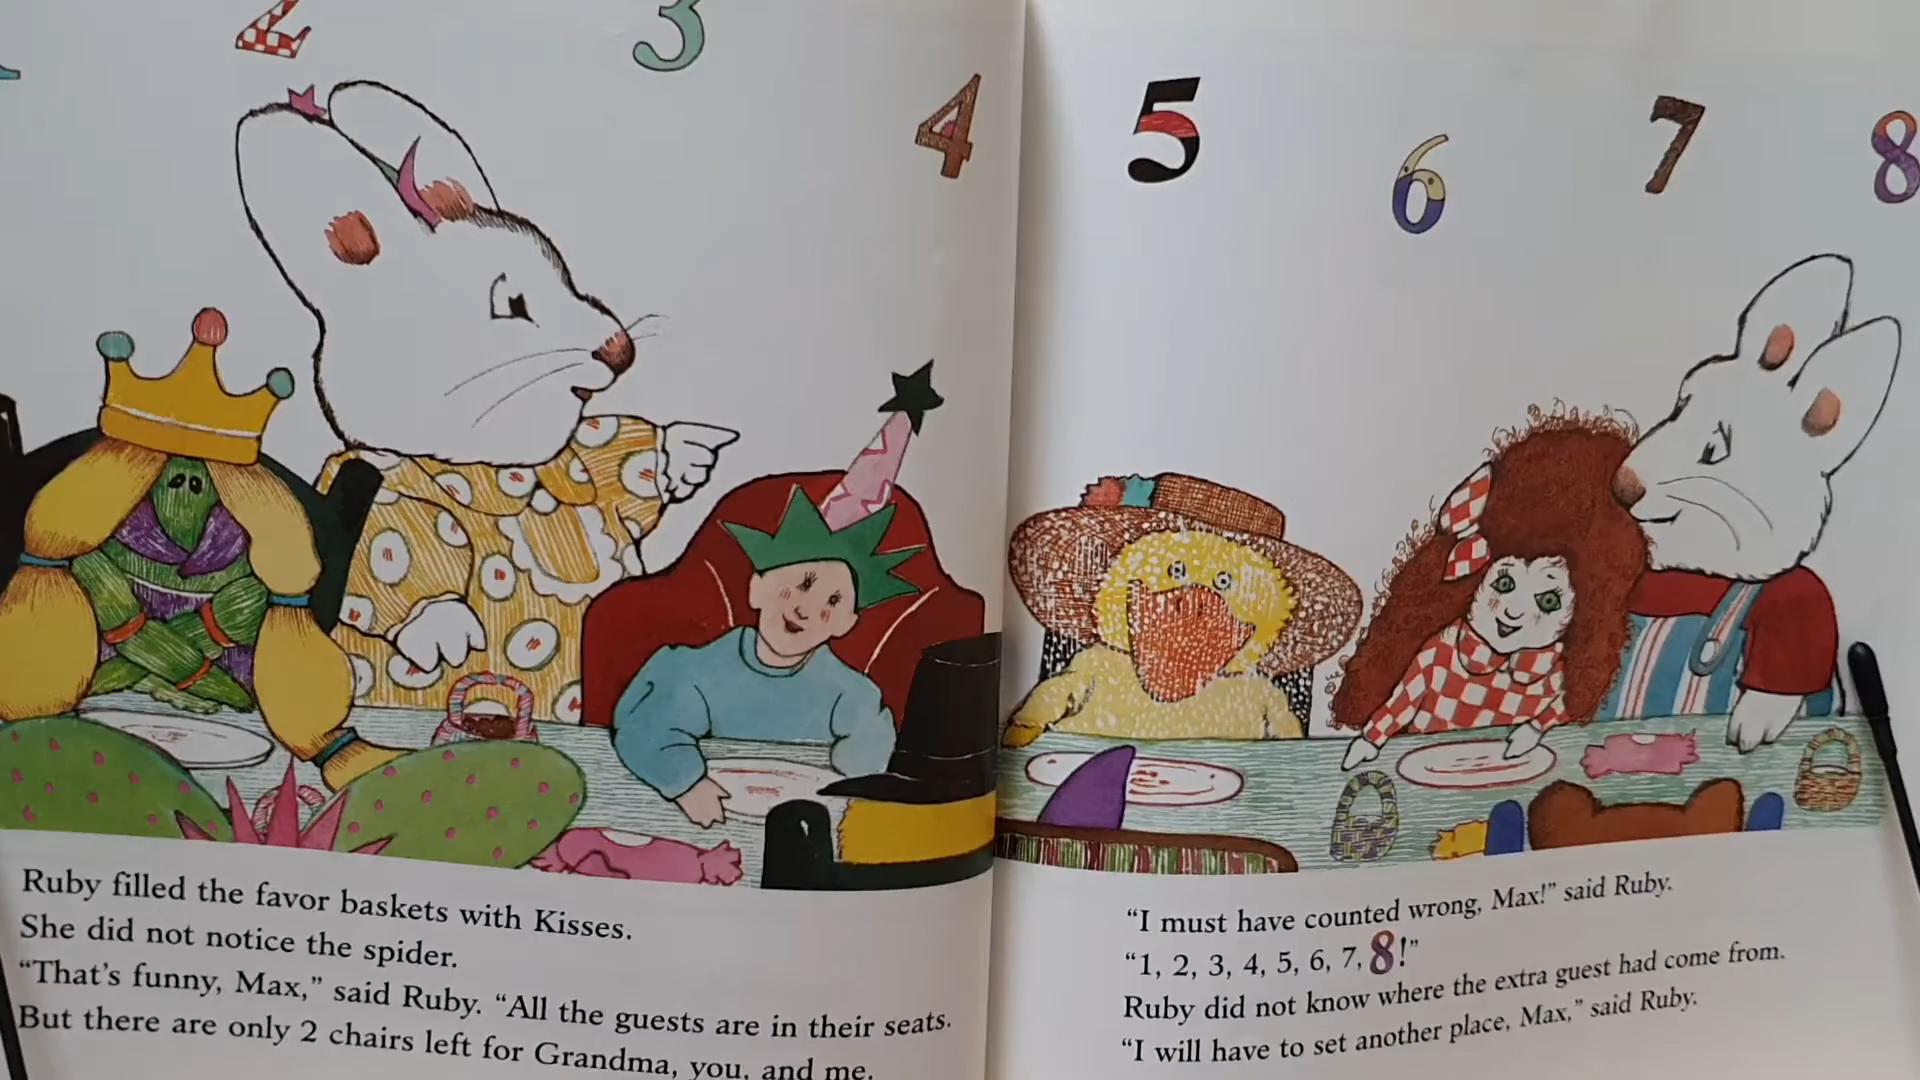 2
3
4
5
6
7
8
Ruby filled the favor baskets with Kisses.
She did not notice the spider.
“That’s funny, Max,” said Ruby. “All the guests are in their seats.
But there are only 2 chairs left for Grandma, you, and me.
“I must have counted wrong, Max!” said Ruby.
“1, 2, 3, 4, 5, 6, 7, 8!”
Ruby did not know where the extra guest had come from.
“I will have to set another place, Max,” said Ruby.